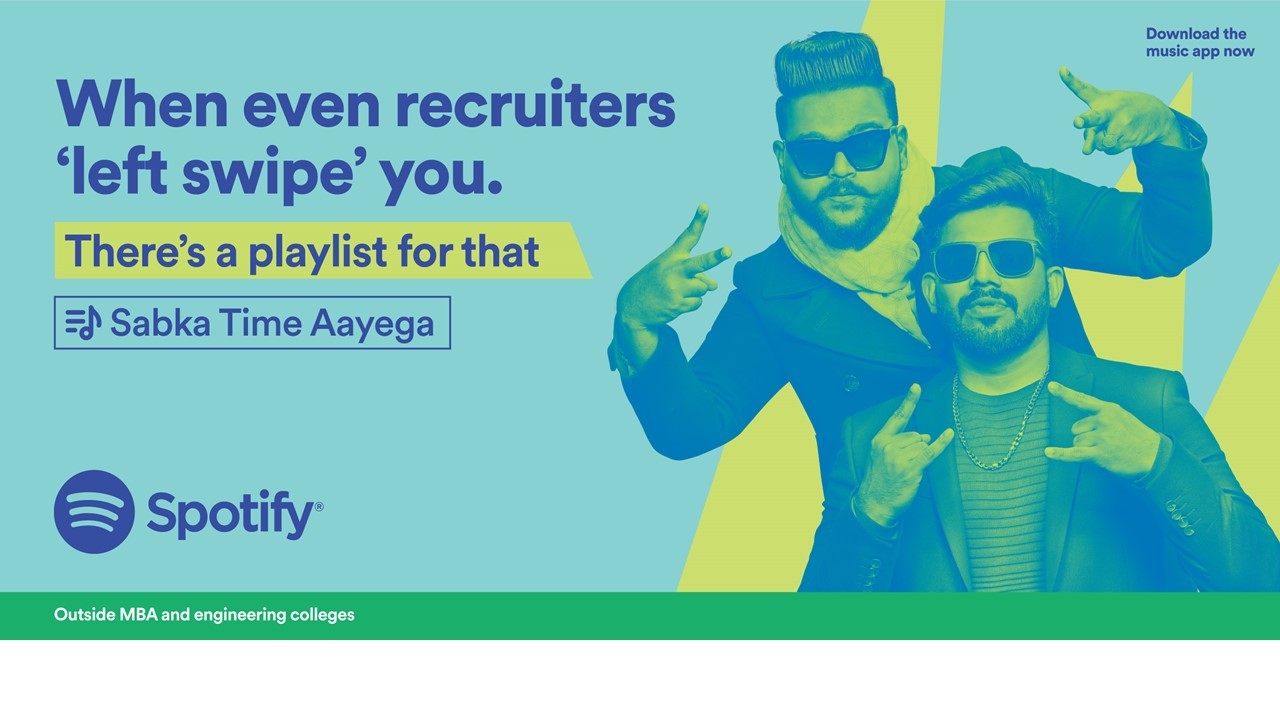 Download the
music app now
When even recruiters
‘left swipe’ you.
There’s a playlist for that
Sabka Time Aayega
Spotify®
Outside MBA and engineering colleges